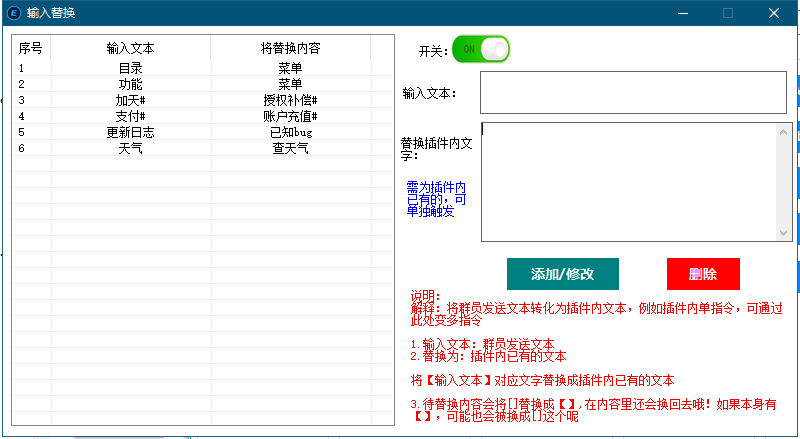 输入替换
序号 输入文本 将替换内容
1 目录 菜单
2 功能 菜单
3 加天# 授权补偿#
4 支付# 账户充值#
5 更新日志 已知bug
6 天气 查天气
开关: ON
输入文本:
替换插件内文
字:
需为插件内
已有的,可
单独触发
添加/修改 删除
说明:
解释: 将群员发送文本转化为插件内文本，例如插件内单指令，可通过
此处变多指令
1.输入文本: 群员发送文本
2.替换为: 插件内已有的文本
将【输入文本】对应文字替换成插件内已有的文本
3.待替换内容会将[]替换成【】,在内容里还会换回去哦! 如果本身有
【】, 可能也会被换成[]这个呢